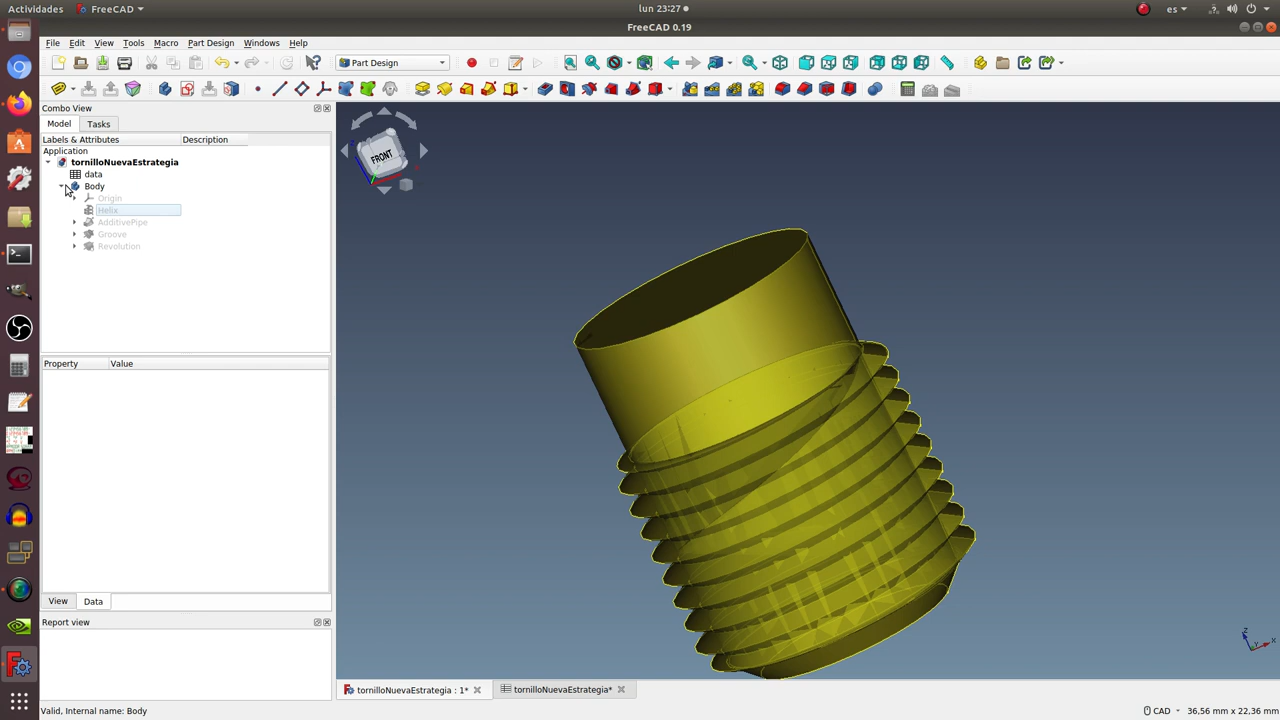 Actividades
FreeCAD
lun 23:27
es
FreeCAD 0.19
File Edit View Tools Macro Part Design Windows Help
Part Design
Combo View
Model Tasks
Labels & Attributes Description
Application
tornilloNuevaEstrategia
data
Body
Origin
Helix
AdditivePipe
Groove
Revolution
FRONT
Property Value
View Data
Report view
tornilloNuevaEstrategia : 1*
tornilloNuevaEstrategia*
Valid, Internal name: Body
CAD
36,56 mm x 22,36 mm